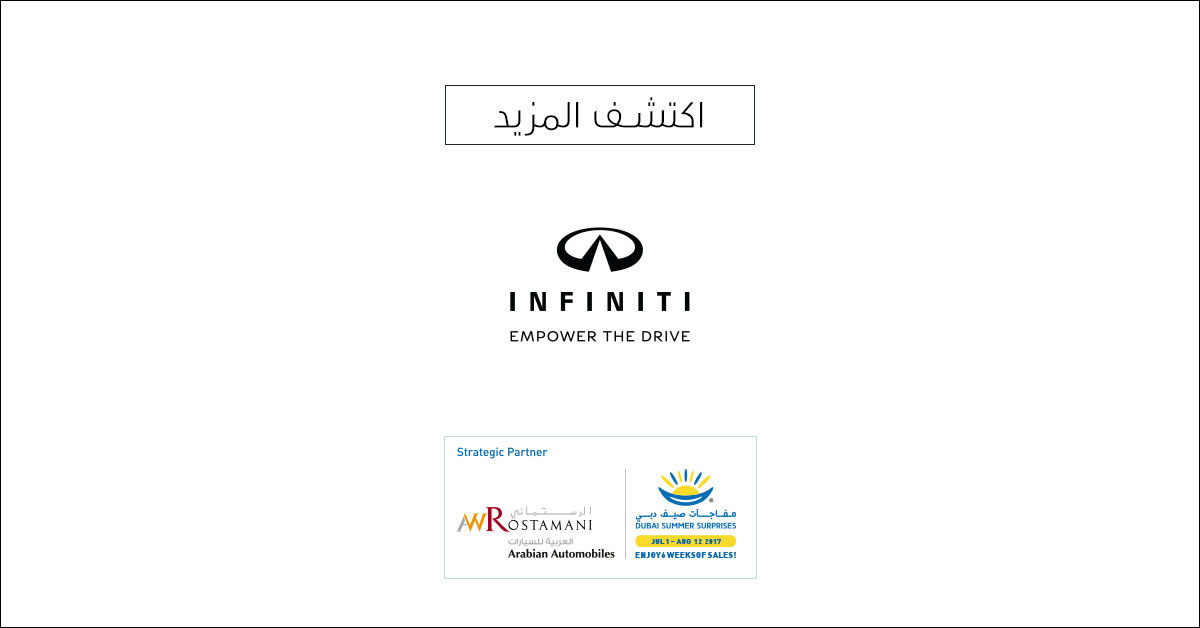 اكتشف المزيد
INFINITI
EMPOWER THE DRIVE
Strategic Partner
الرستماني
AWROSTAMANI
العربية للسيارات
Arabian Automobiles
مفاجآت صيف دبي
DUBAI SUMMER SURPRISES
JUL 1 – AUG 12 2017
ENJOY 6 WEEKS OF SALES!